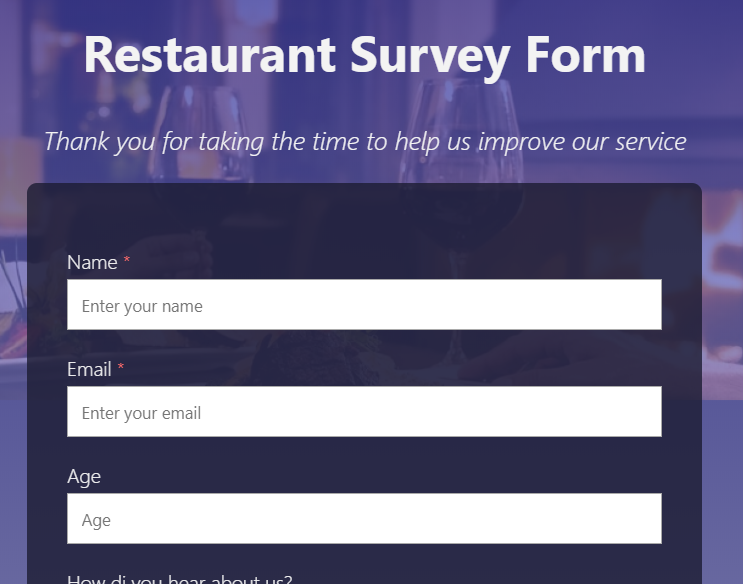 Restaurant Survey Form
Thank you for taking the time to help us improve our service
Name *
Enter your name
Email *
Enter your email
Age
Age
How di you hear about us?